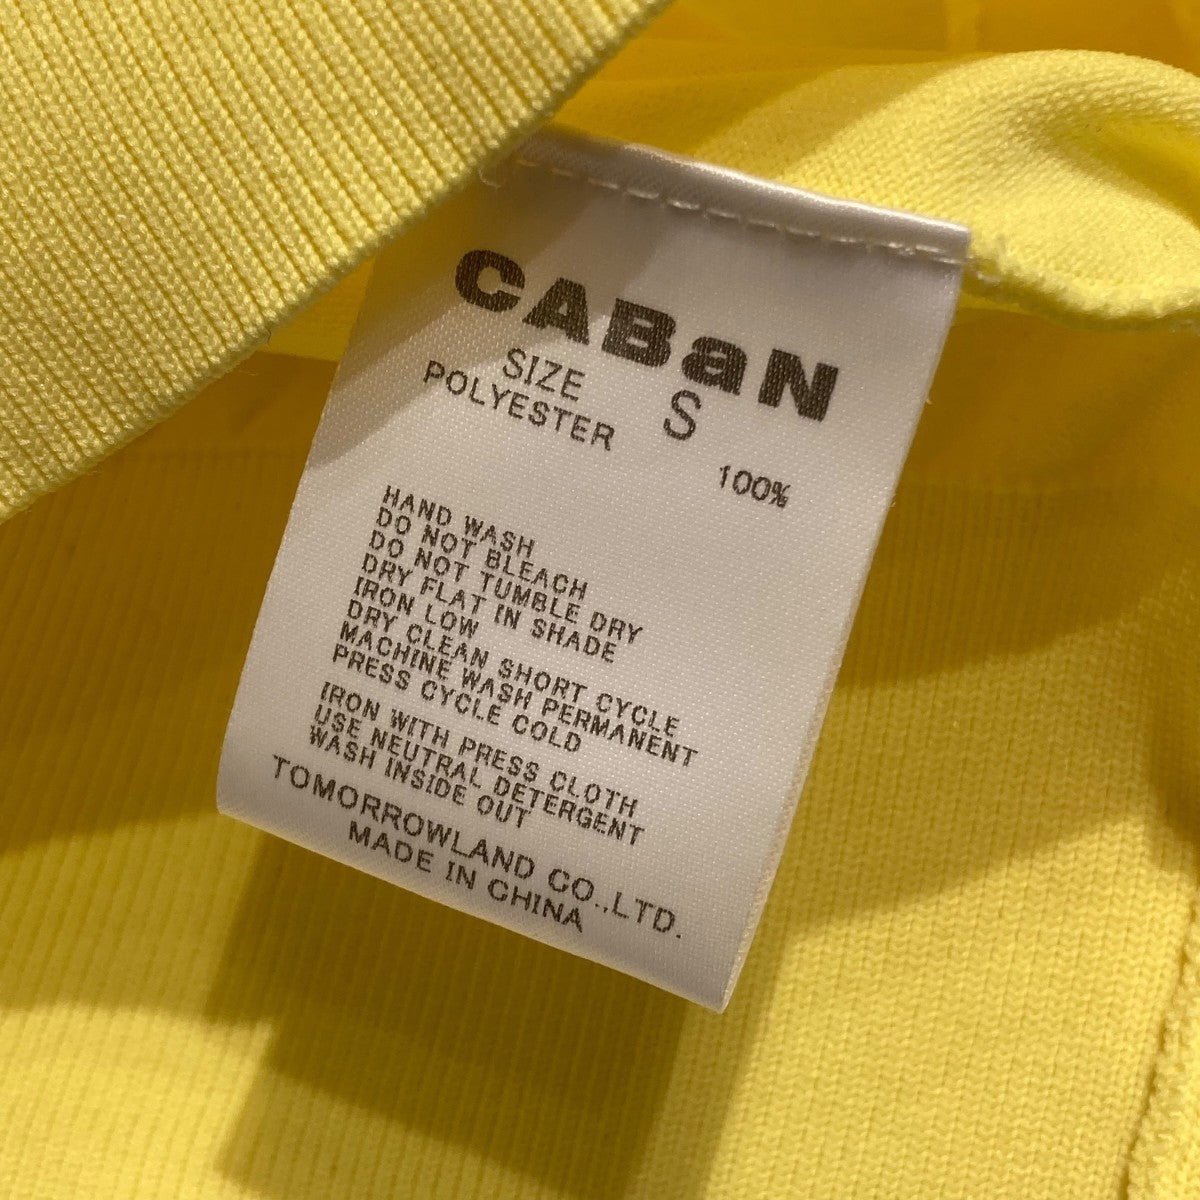 CABaN
SIZE S
POLYESTER 100%
HAND WASH
DO NOT BLEACH
DO NOT TUMBLE DRY
DRY FLAT IN SHADE
IRON LOW
DRY CLEAN SHORT CYCLE
MACHINE WASH PERMANENT
PRESS CYCLE COLD
IRON WITH PRESS CLOTH
USE NEUTRAL DETERGENT
WASH INSIDE OUT
TOMORROWLAND CO.,LTD.
MADE IN CHINA